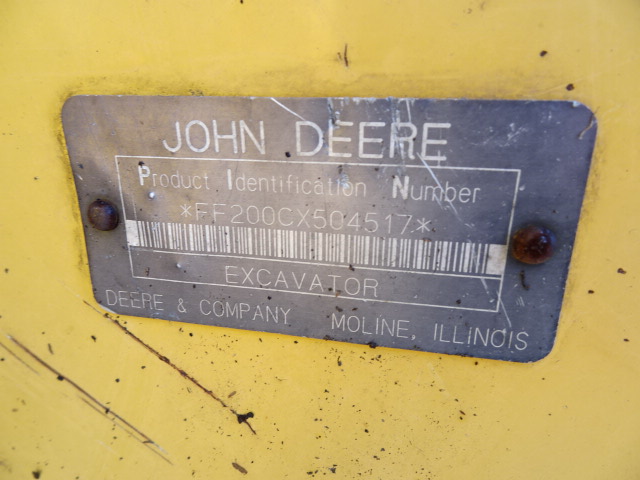 JOHN DEERE
Product Identification Number
*FF200CX504517*
EXCAVATOR
DEERE & COMPANY MOLINE, ILLINOIS